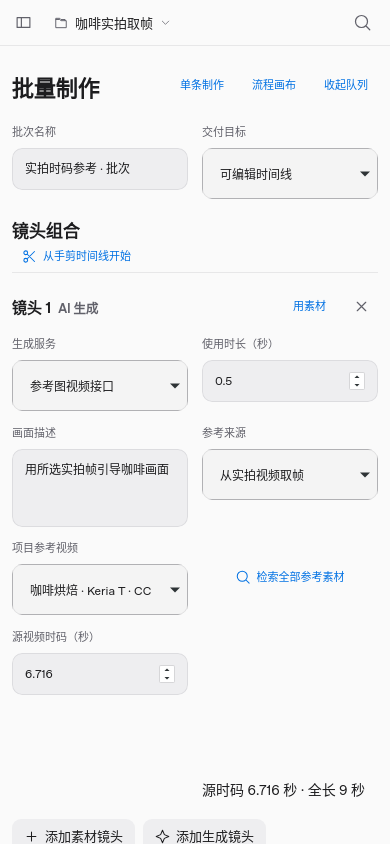 咖啡实拍取帧
批量制作
单条制作
流程画布
收起队列
批次名称
交付目标
实拍时码参考 · 批次
可编辑时间线
镜头组合
从手剪时间线开始
镜头 1 AI 生成
用素材
生成服务
使用时长（秒）
参考图视频接口
0.5
画面描述
参考来源
用所选实拍帧引导咖啡画面
从实拍视频取帧
项目参考视频
咖啡烘焙 · Keria T · CC
检索全部参考素材
源视频时码（秒）
6.716
源时码 6.716 秒 · 全长 9 秒
添加素材镜头
添加生成镜头